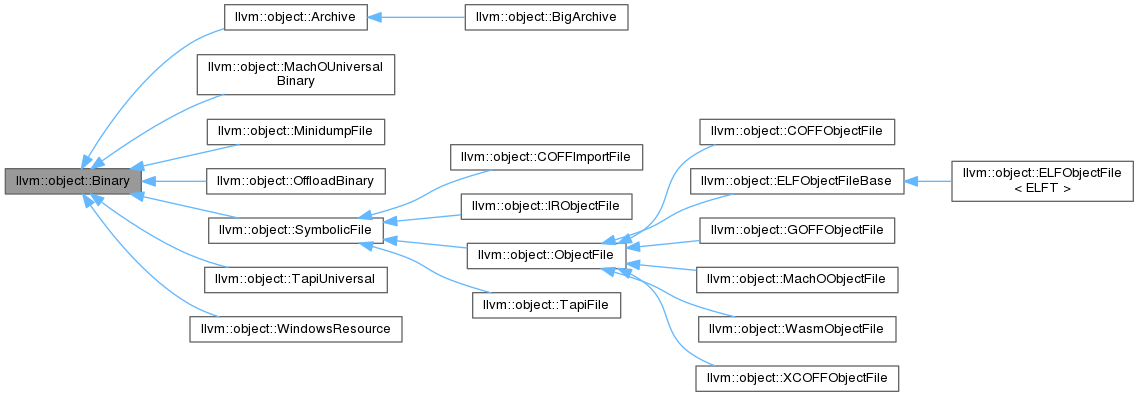 llvm::object::Archive
llvm::object::BigArchive
llvm::object::MachOUniversal
Binary
llvm::object::MinidumpFile
llvm::object::COFFObjectFile
llvm::object::COFFImportFile
llvm::object::Binary
llvm::object::OffloadBinary
llvm::object::ELFObjectFileBase
llvm::object::ELFObjectFile
< ELFT >
llvm::object::IRObjectFile
llvm::object::SymbolicFile
llvm::object::GOFFObjectFile
llvm::object::ObjectFile
llvm::object::TapiUniversal
llvm::object::MachOObjectFile
llvm::object::TapiFile
llvm::object::WindowsResource
llvm::object::WasmObjectFile
llvm::object::XCOFFObjectFile